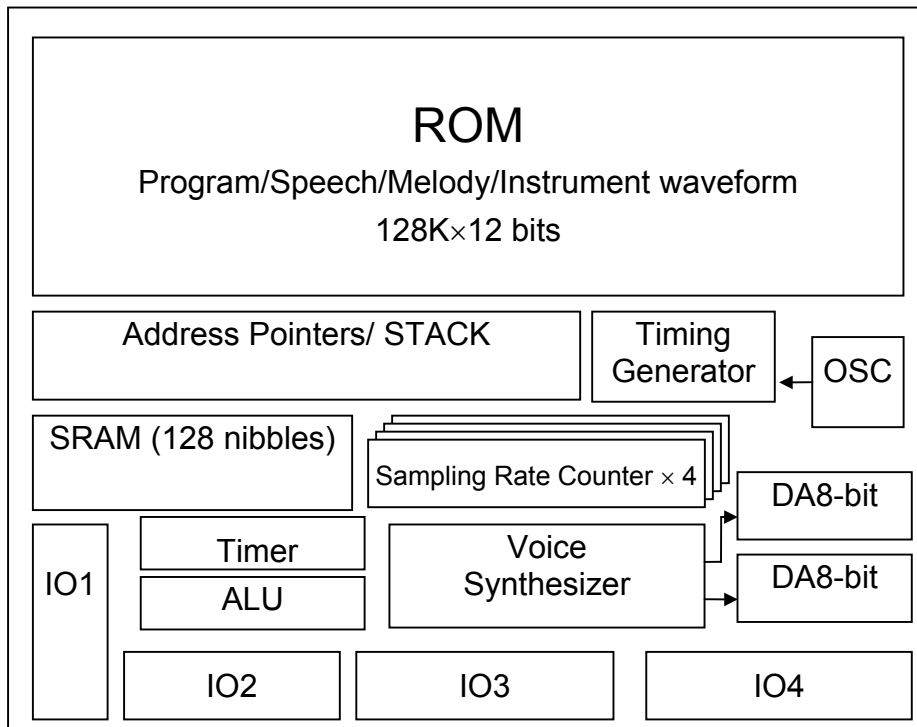 ROM
Program/Speech/Melody/Instrument waveform
128K×12 bits
Address Pointers/ STACK
Timing
Generator
OSC
SRAM (128 nibbles)
Sampling Rate Counter × 4
DA8-bit
IO1
Timer
Voice
Synthesizer
DA8-bit
ALU
IO2
IO3
IO4